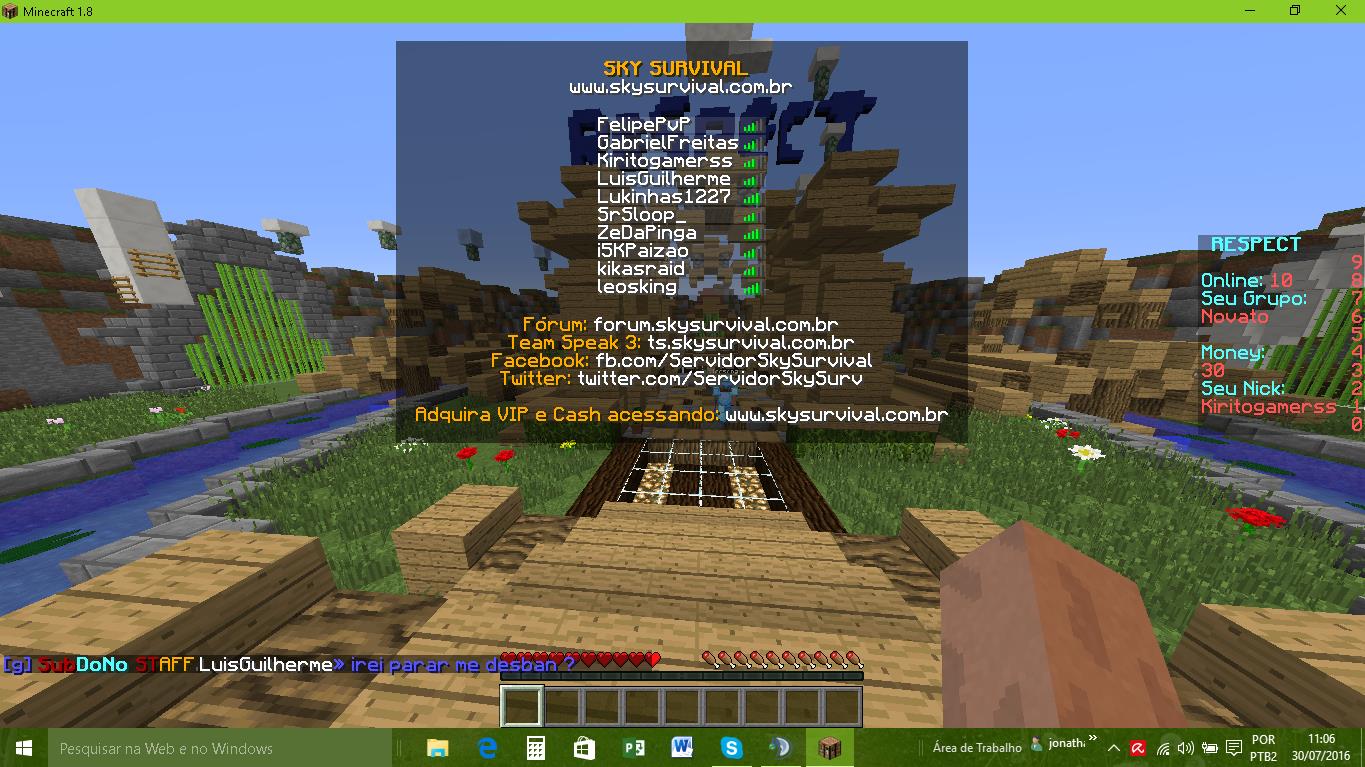 Minecraft 1.8
SKY SURVIVAL
www.skysurvival.com.br
FelipePvP
GabrielFreitas
Kiritogamerss
LuisGuilherme
Lukinhas1227
SrSloop_
ZeDaPinga
i5KPaizao
kikasraid
leosking
Fórum: forum.skysurvival.com.br
Team Speak 3: ts.skysurvival.com.br
Facebook: fb.com/ServidorSkySurvival
Twitter: twitter.com/ServidorSkySurv
Adquira VIP e Cash acessando: www.skysurvival.com.br
RESPECT
9
Online: 10 8
Seu Grupo: 7
Novato 6
5
Money: 4
30 3
Seu Nick: 2
Kiritogamerss 1
0
[g] SubDoNo STAFF LuisGuilherme» irei parar me desban ?
Pesquisar na Web e no Windows
Área de Trabalho
jonath
POR
PTB2
11:06
30/07/2016